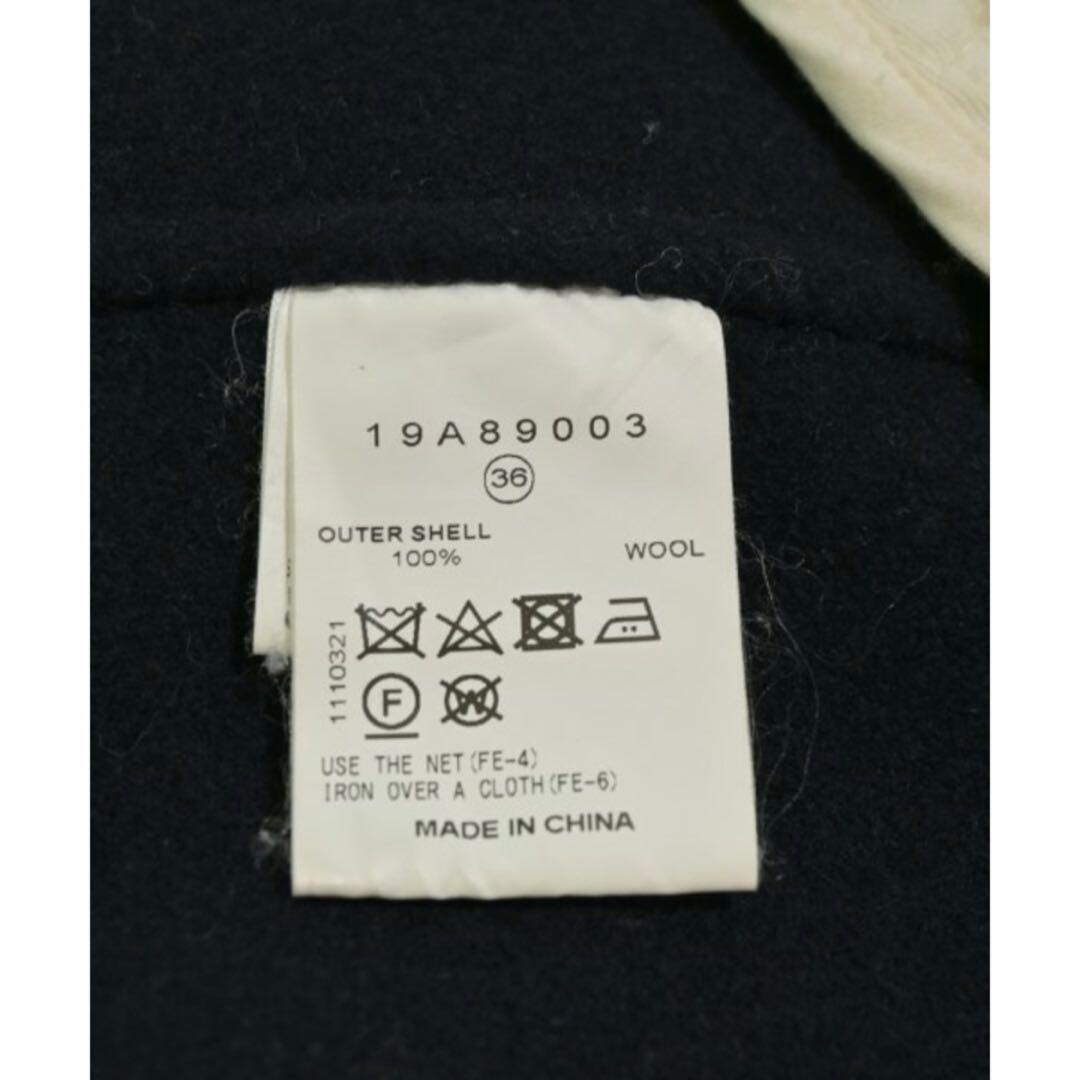 19A89003
36
OUTER SHELL
100% WOOL
1110321
F W
USE THE NET(FE-4)
IRON OVER A CLOTH(FE-6)
MADE IN CHINA